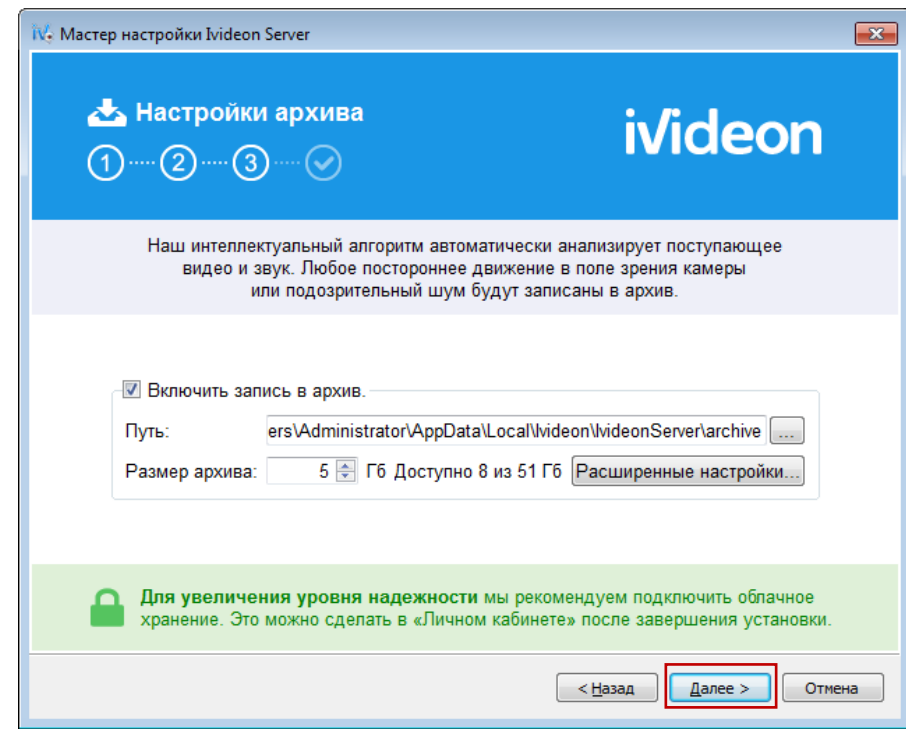 Мастер настройки Ivideon Server
Настройки архива
ivideon
1 2 3
Наш интеллектуальный алгоритм автоматически анализирует поступающее
видео и звук. Любое постороннее движение в поле зрения камеры
или подозрительный шум будут записаны в архив.
Включить запись в архив.
Путь: ers\Administrator\AppData\Local\Ivideon\IvideonServer\archive ...
Размер архива: 5 Гб Доступно 8 из 51 Гб Расширенные настройки...
Для увеличения уровня надежности мы рекомендуем подключить облачное
хранение. Это можно сделать в «Личном кабинете» после завершения установки.
< Назад Далее > Отмена